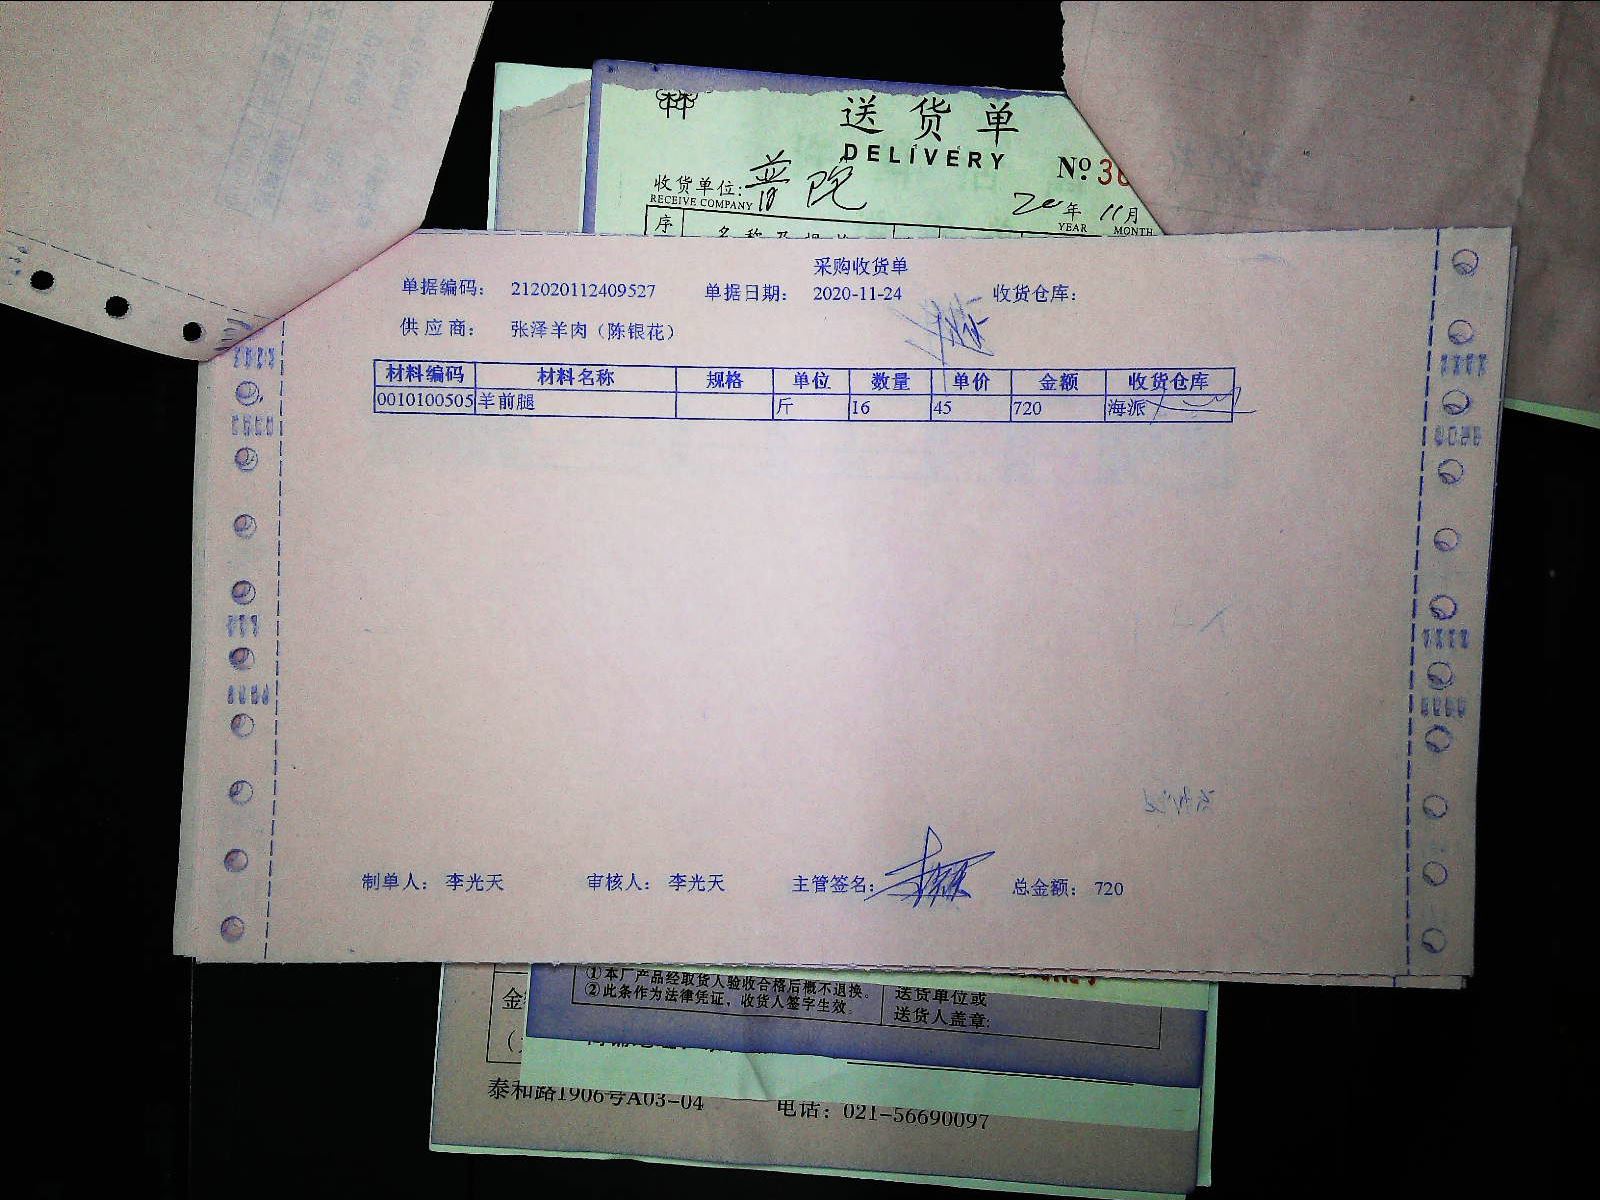 送货单
DELIVERY
收货单位: 普陀
RECEIVE COMPANY
No 36
20 年 11月
YEAR MONTH
序
采购收货单
单据编码： 212020112409527 单据日期： 2020-11-24 收货仓库：
供应商： 张泽羊肉（陈银花）
材料编码 材料名称 规格 单位 数量 单价 金额 收货仓库
0010100505 羊前腿 斤 16 45 720 海派
制单人： 李光天 审核人： 李光天 主管签名： 总金额： 720
①本厂产品经取货人验收合格后概不退换。
②此条作为法律凭证，收货人签字生效。
送货单位或
送货人盖章:
金
泰和路1906号A03-04 电话：021-56690097